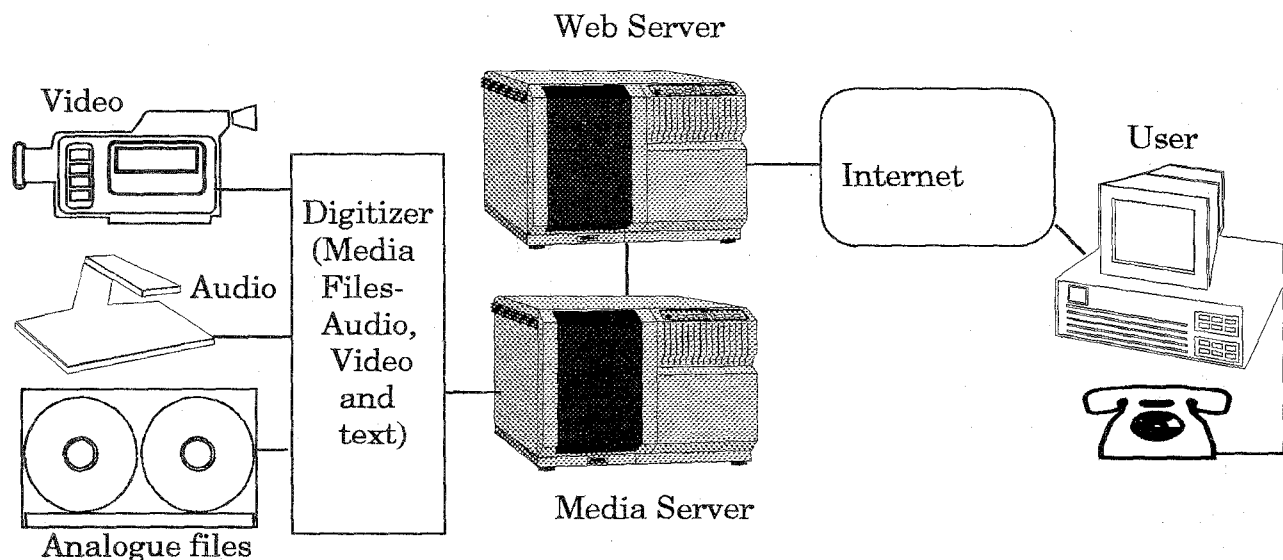 Web Server
Video
User
Internet
Digitizer
(Media
Files-
Audio,
Video
and
text)
Audio
Analogue files
Media Server